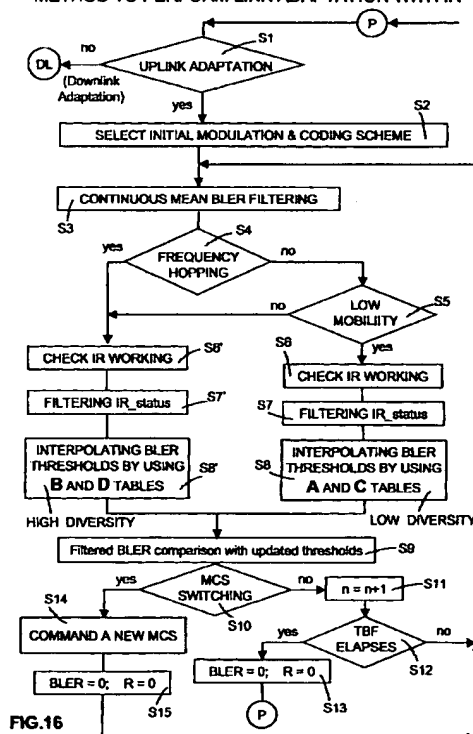 METHOD TO PERFORM LINK ADAPTATION WITH IR
P
S1
no
UPLINK ADAPTATION
DL
(Downlink
Adaptation)
yes
S2
SELECT INITIAL MODULATION & CODING SCHEME
CONTINUOUS MEAN BLER FILTERING
S3
S4
yes
FREQUENCY
HOPPING
no
no
LOW
MOBILITY
S5
yes
S6'
CHECK IR WORKING
S6
CHECK IR WORKING
FILTERING IR_status
S7'
S7
FILTERING IR_status
INTERPOLATING BLER
THRESHOLDS BY USING
B AND D TABLES
S8'
INTERPOLATING BLER
THRESHOLDS BY USING
A AND C TABLES
S8
HIGH DIVERSITY
LOW DIVERSITY
Filtered BLER comparison with updated thresholds
S9
yes
MCS
SWITCHING
no
S10
n = n+1
S11
S14
COMMAND A NEW MCS
yes
TBF
ELAPSES
no
S12
BLER = 0; R = 0
S15
BLER = 0; R = 0
S13
P
FIG.16